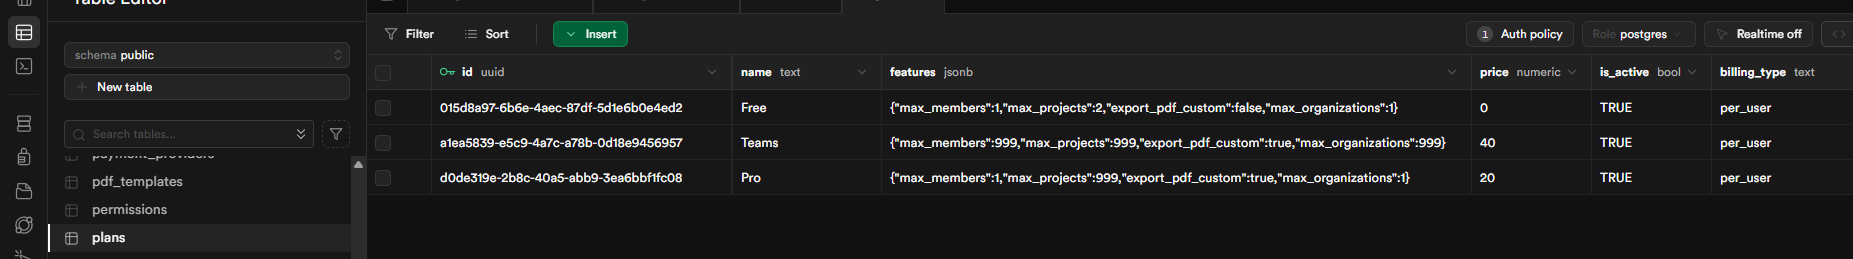 Table Editor
schema public
New table
Search tables...
payment_providers
pdf_templates
permissions
plans
Filter Sort Insert 1 Auth policy Role postgres Realtime off
id uuid name text features jsonb price numeric is_active bool billing_type text
015d8a97-6b6e-4aec-87df-5d1e6b0e4ed2 Free {"max_members":1,"max_projects":2,"export_pdf_custom":false,"max_organizations":1} 0 TRUE per_user
a1ea5839-e5c9-4a7c-a78b-0d18e9456957 Teams {"max_members":999,"max_projects":999,"export_pdf_custom":true,"max_organizations":999} 40 TRUE per_user
d0de319e-2b8c-40a5-abb9-3ea6bbf1fc08 Pro {"max_members":1,"max_projects":999,"export_pdf_custom":true,"max_organizations":1} 20 TRUE per_user